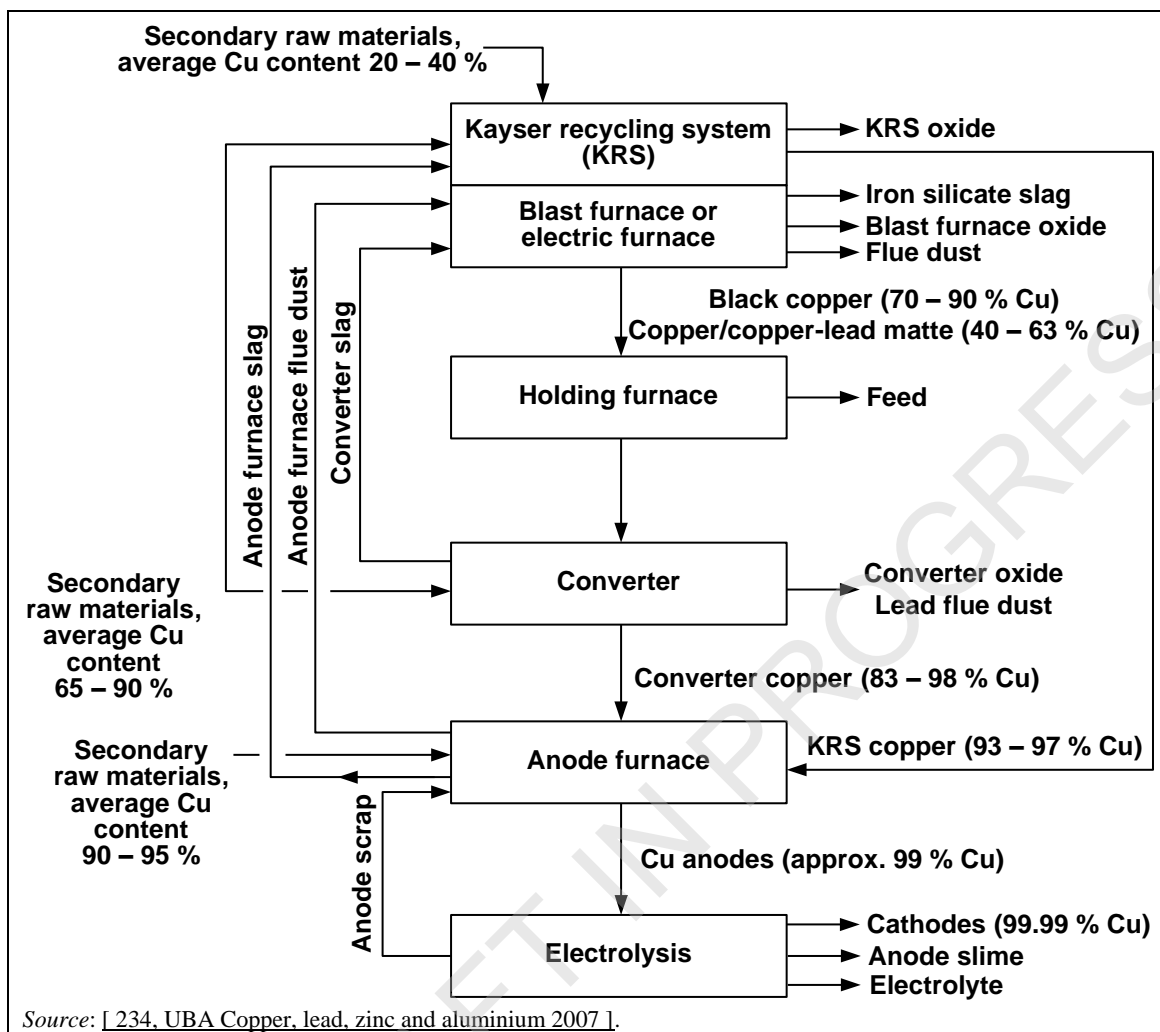 Secondary raw materials,
average Cu content 20 – 40 %
Kayser recycling system
(KRS)
KRS oxide
Blast furnace or
electric furnace
Iron silicate slag
Blast furnace oxide
Flue dust
Black copper (70 – 90 % Cu)
Copper/copper-lead matte (40 – 63 % Cu)
Anode furnace slag
Anode furnace flue dust
Converter slag
Holding furnace
Feed
Secondary
raw materials,
average Cu
content
65 – 90 %
Converter
Converter oxide
Lead flue dust
Converter copper (83 – 98 % Cu)
Secondary
raw materials,
average Cu
content
90 – 95 %
Anode furnace
KRS copper (93 – 97 % Cu)
Anode scrap
Cu anodes (approx. 99 % Cu)
Electrolysis
Cathodes (99.99 % Cu)
Anode slime
Electrolyte
Source: [ 234, UBA Copper, lead, zinc and aluminium 2007 ].
ET IN PROGRESS